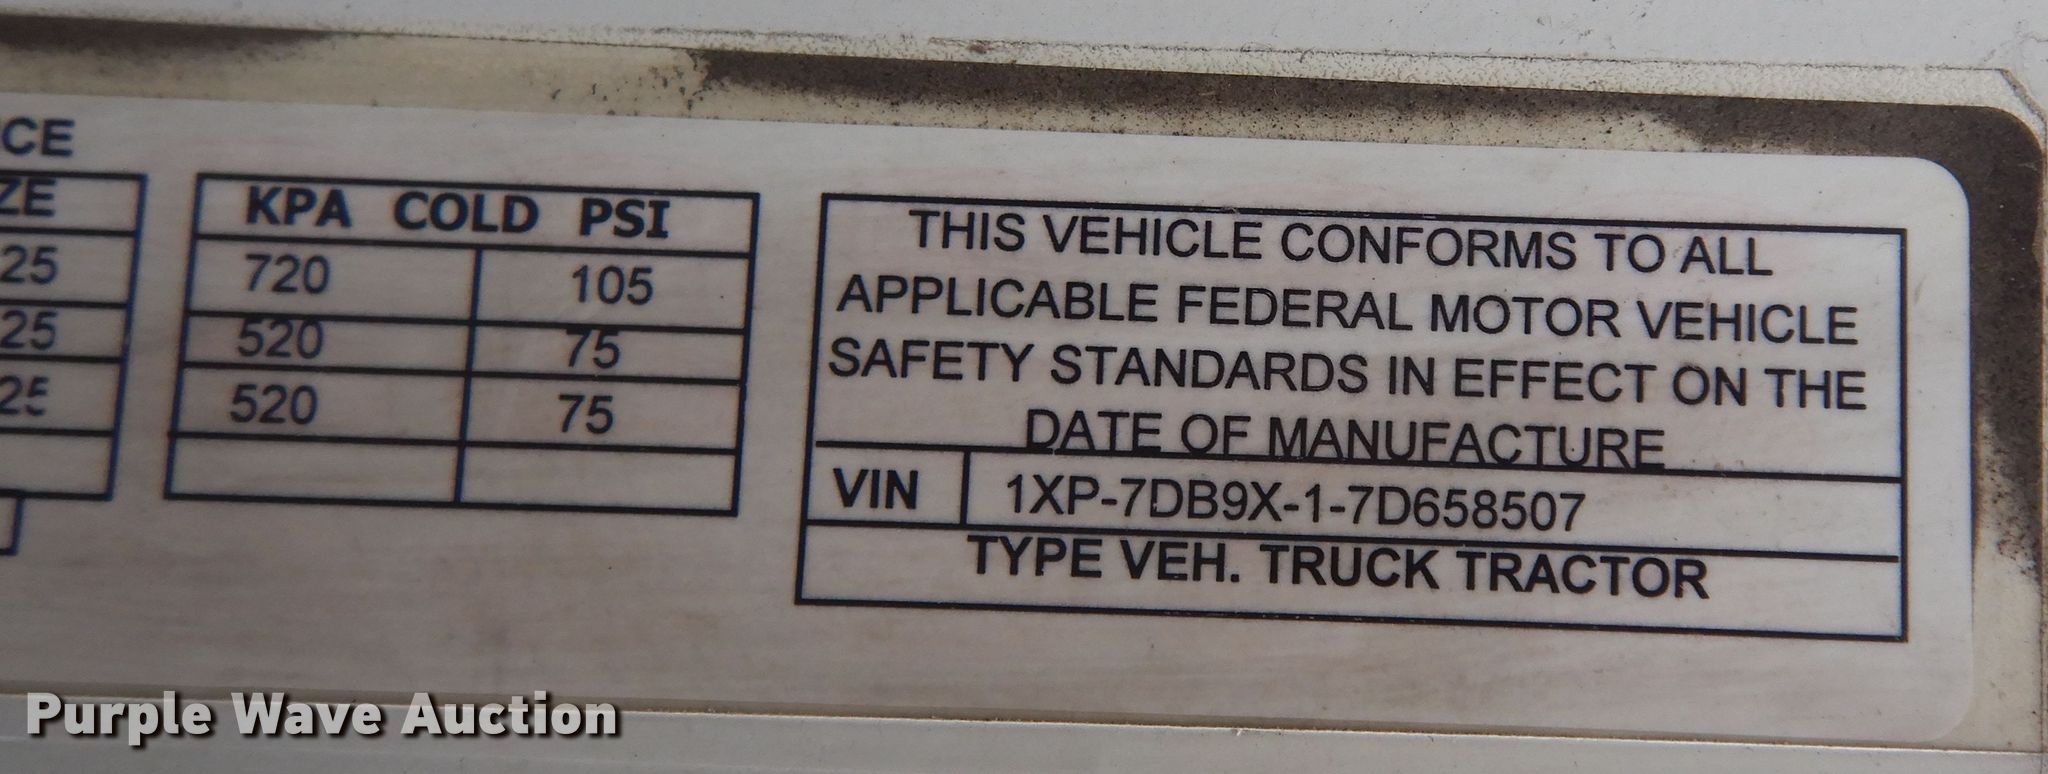 CE
ZE
25
25
25
KPA COLD PSI
720 105
520 75
520 75
THIS VEHICLE CONFORMS TO ALL
APPLICABLE FEDERAL MOTOR VEHICLE
SAFETY STANDARDS IN EFFECT ON THE
DATE OF MANUFACTURE
VIN 1XP-7DB9X-1-7D658507
TYPE VEH. TRUCK TRACTOR
Purple Wave Auction